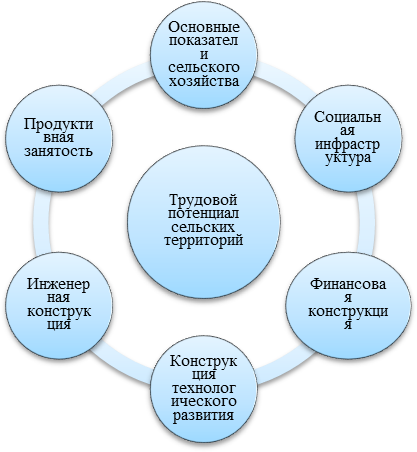 Основные
показател
и
сельского
хозяйства
Социальн
ая
инфрастр
уктура
Продукти
вная
занятость
Трудовой
потенциал
сельских
территорий
Инженер
ная
конструк
ция
Финансова
я
конструкци
я
Конструк
ция
технолог
ического
развития